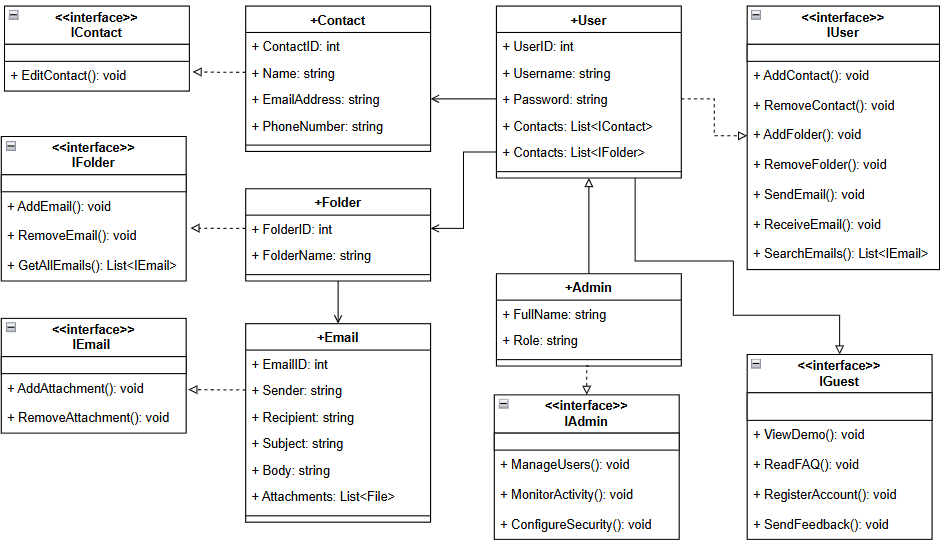 <<interface>>
IContact
+ EditContact(): void
+Contact
+ ContactID: int
+ Name: string
+ EmailAddress: string
+ PhoneNumber: string
+User
+ UserID: int
+ Username: string
+ Password: string
+ Contacts: List<IContact>
+ Contacts: List<IFolder>
<<interface>>
IUser
+ AddContact(): void
+ RemoveContact(): void
+ AddFolder(): void
+ RemoveFolder(): void
+ SendEmail(): void
+ ReceiveEmail(): void
+ SearchEmails(): List<IEmail>
<<interface>>
IFolder
+ AddEmail(): void
+ RemoveEmail(): void
+ GetAllEmails(): List<IEmail>
+Folder
+ FolderID: int
+ FolderName: string
+Admin
+ FullName: string
+ Role: string
<<interface>>
IEmail
+ AddAttachment(): void
+ RemoveAttachment(): void
+Email
+ EmailID: int
+ Sender: string
+ Recipient: string
+ Subject: string
+ Body: string
+ Attachments: List<File>
<<interface>>
IAdmin
+ ManageUsers(): void
+ MonitorActivity(): void
+ ConfigureSecurity(): void
<<interface>>
IGuest
+ ViewDemo(): void
+ ReadFAQ(): void
+ RegisterAccount(): void
+ SendFeedback(): void